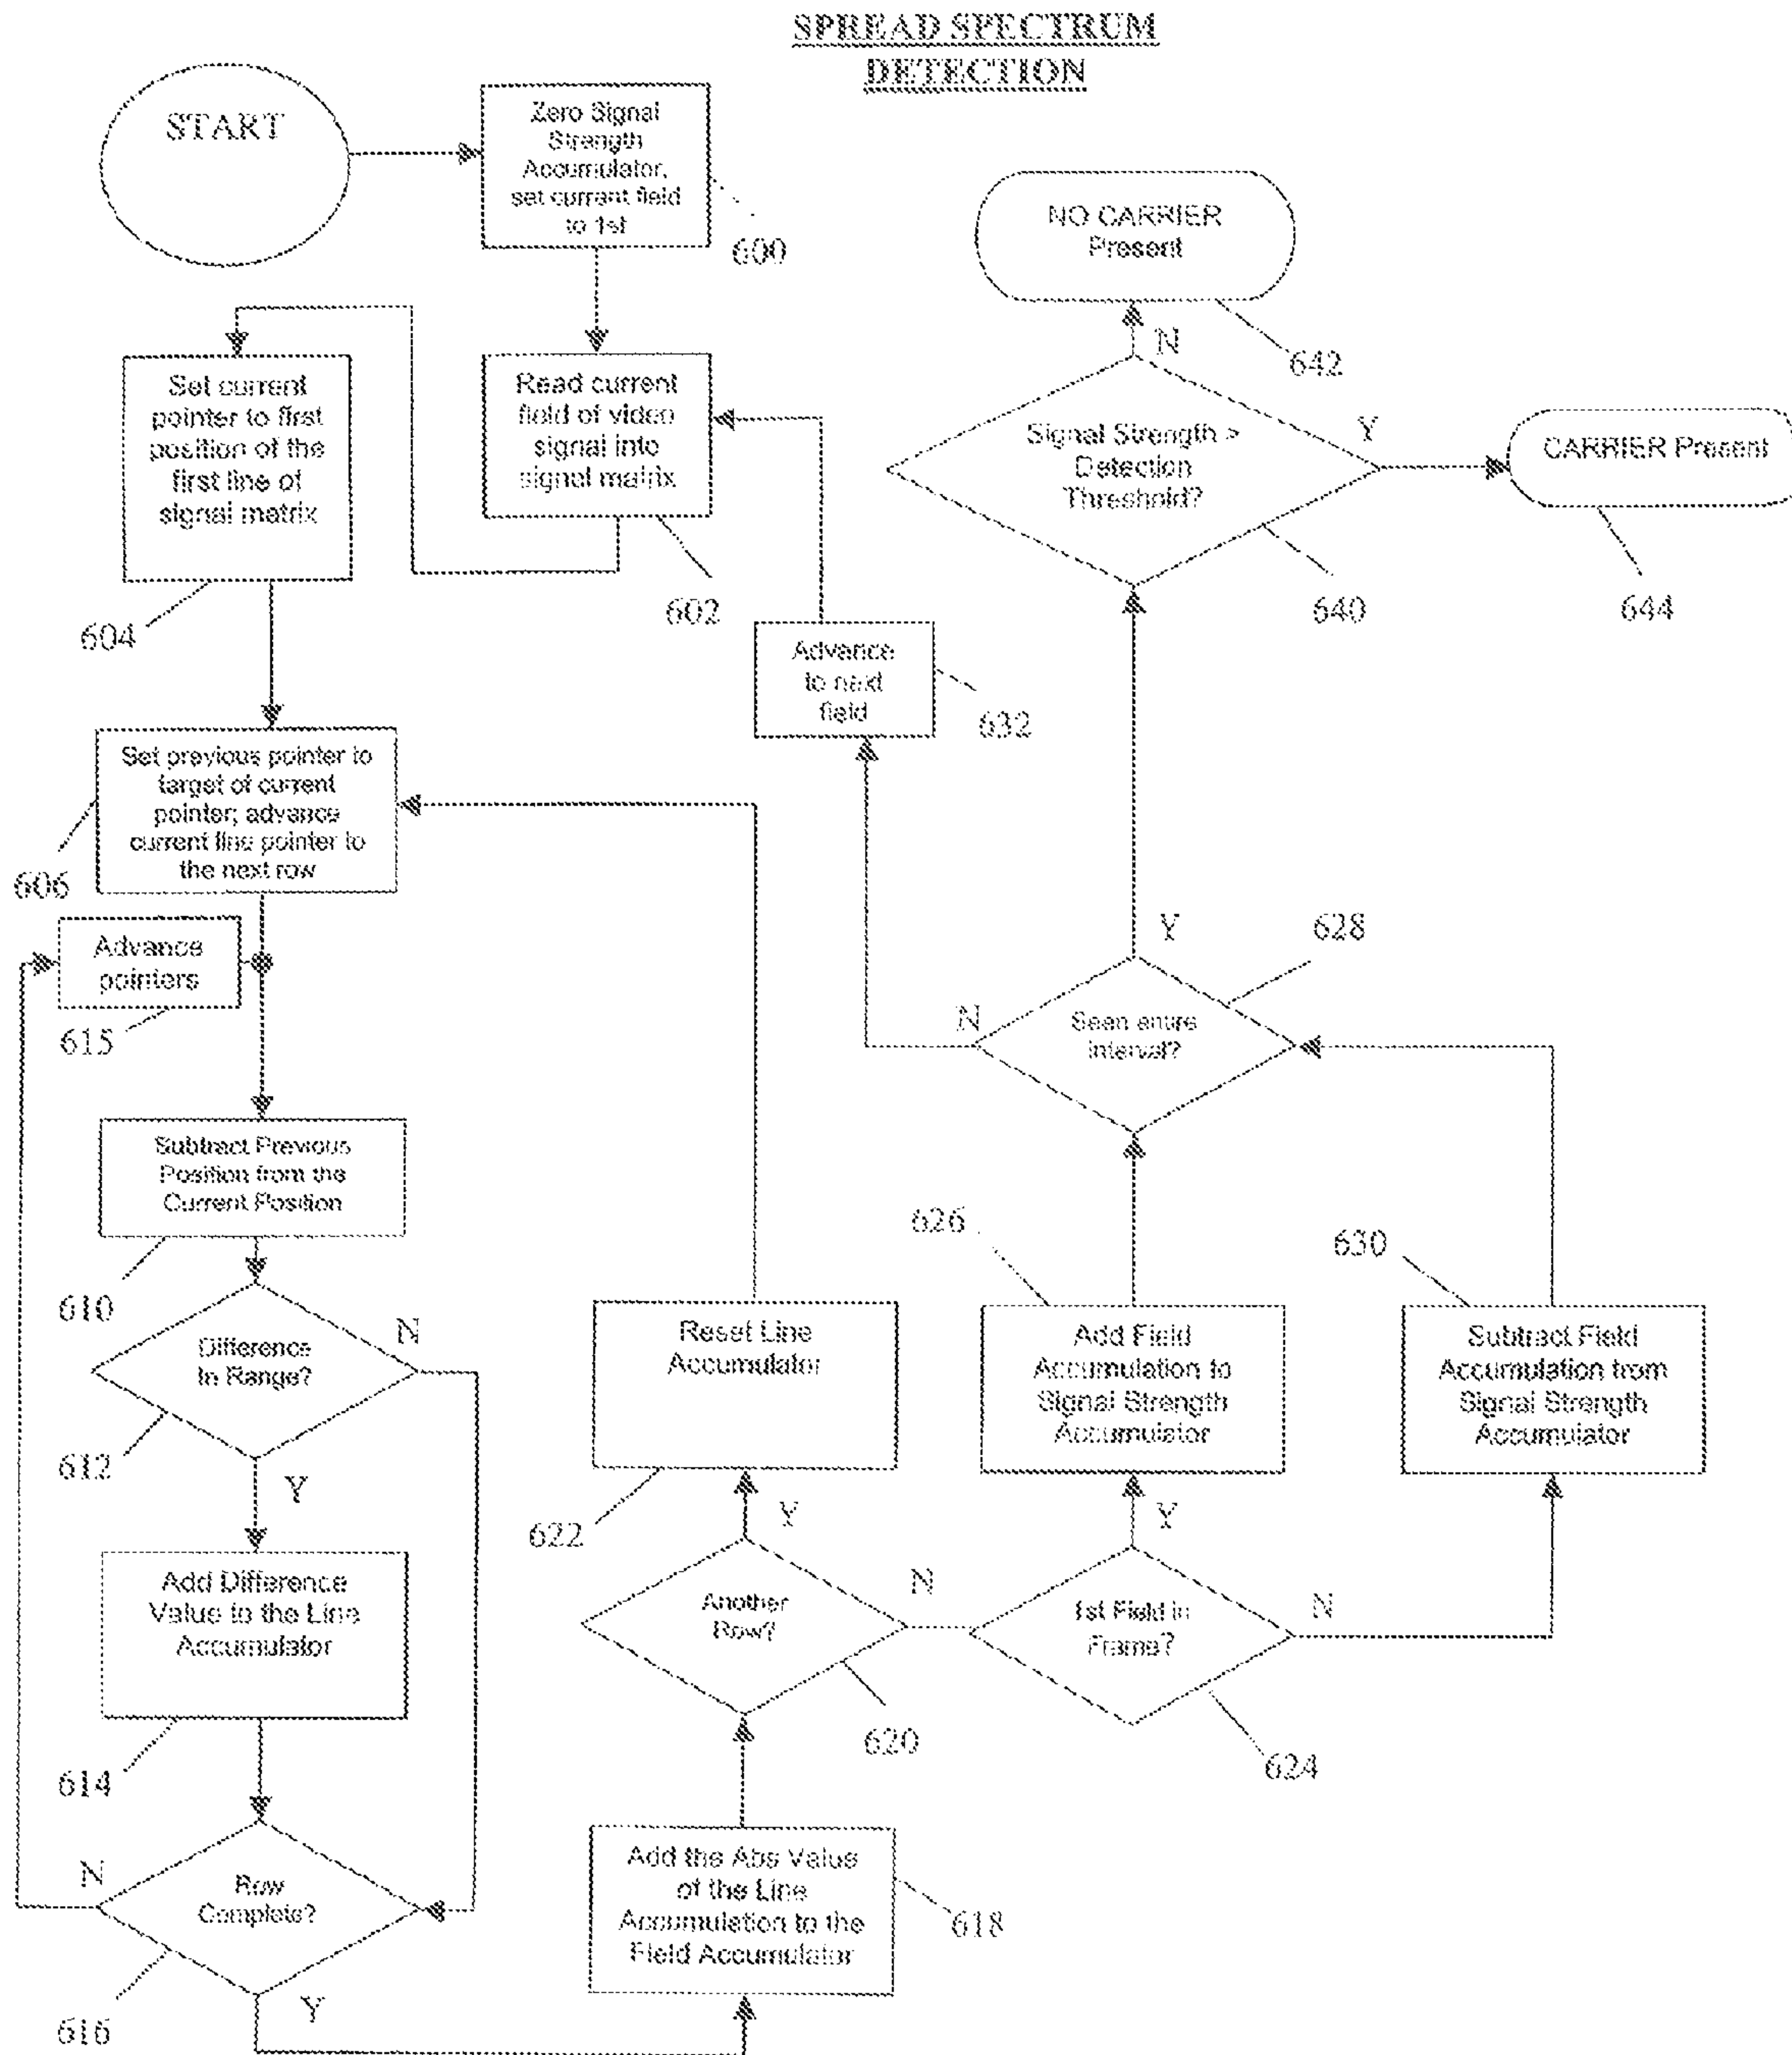 SPREAD SPECTRUM
DETECTION
START
Zero Signal
Strength
Accumulator,
set current field
to 1st
600
NO CARRIER
Present
642
N
Set current
pointer to first
position of the
first line of
signal matrix
604
Read current
field of video
signal into
signal matrix
602
Signal Strength >
Detection
Threshold?
640
Y
CARRIER Present
644
Advance
to next
field
632
Set previous pointer to
target of current
pointer; advance
current line pointer to
the next row
606
Advance
pointers
615
Y
628
N
Seen entire
interval?
Subtract Previous
Position from the
Current Position
610
626
630
Difference
In Range?
N
612
Y
Reset Line
Accumulator
622
Add Field
Accumulation to
Signal Strength
Accumulator
Subtract Field
Accumulation from
Signal Strength
Accumulator
Add Difference
Value to the Line
Accumulator
614
Y
Another
Row?
N
620
Y
1st Field in
Frame?
N
624
N
Row
Complete?
616
Y
Add the Abs Value
of the Line
Accumulation to the
Field Accumulator
618